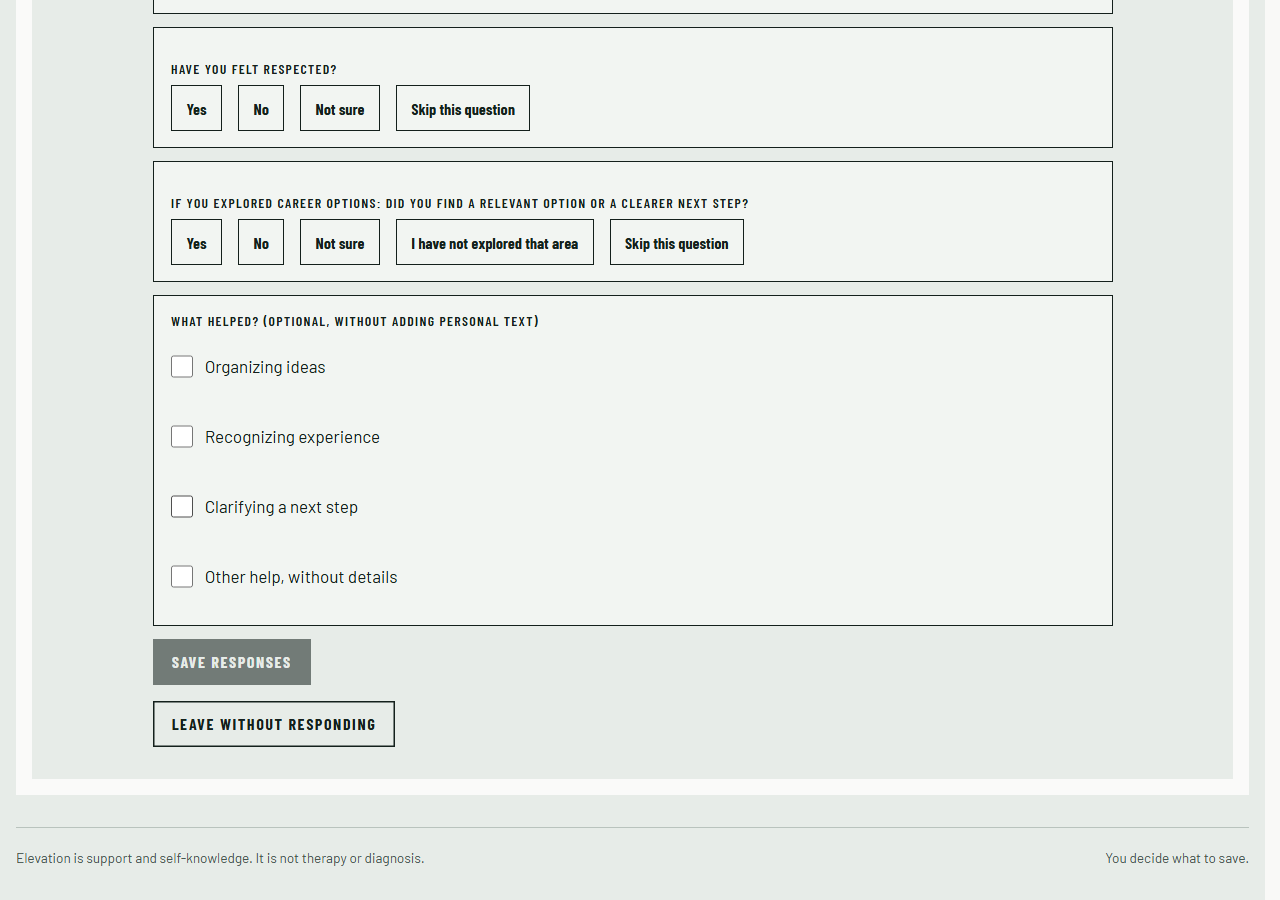 HAVE YOU FELT RESPECTED?
Yes No Not sure Skip this question
IF YOU EXPLORED CAREER OPTIONS: DID YOU FIND A RELEVANT OPTION OR A CLEARER NEXT STEP?
Yes No Not sure I have not explored that area Skip this question
WHAT HELPED? (OPTIONAL, WITHOUT ADDING PERSONAL TEXT)
Organizing ideas
Recognizing experience
Clarifying a next step
Other help, without details
SAVE RESPONSES
LEAVE WITHOUT RESPONDING
Elevation is support and self-knowledge. It is not therapy or diagnosis. You decide what to save.